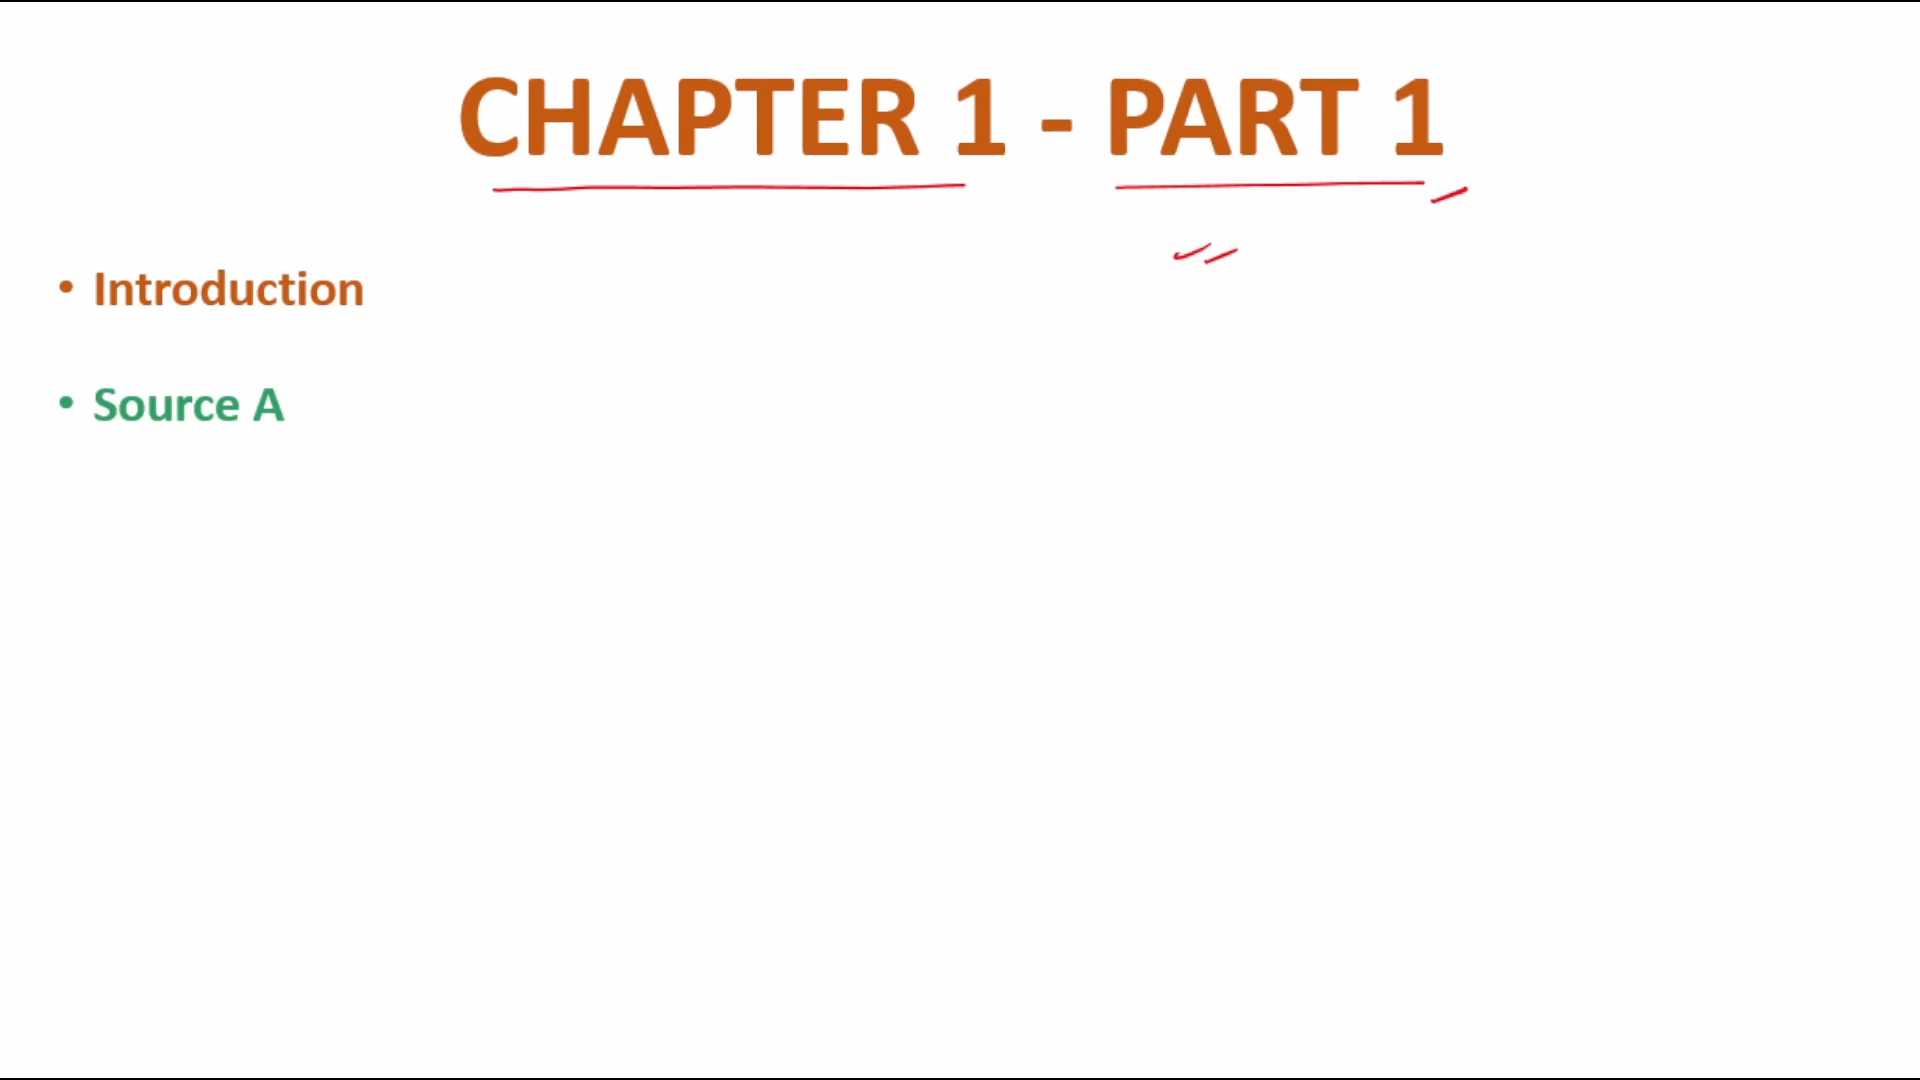 CHAPTER 1 - PART 1
• Introduction
• Source A